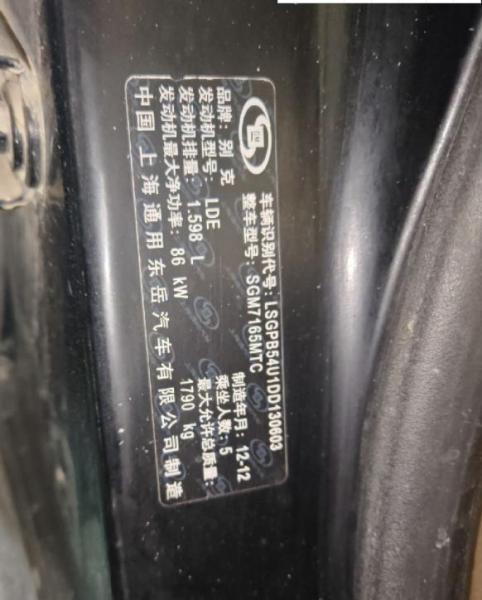 车辆识别代号: LSGPB54U1DD130603
品牌: 别克 整车型号: SGM7165MTC
发动机型号: LDE 制造年月: 12-12
发动机排量: 1.598 L 乘坐人数: 5
发动机最大净功率: 86 kW 最大允许总质量: 1790 kg
中国 上海通用东岳汽车有限公司制造